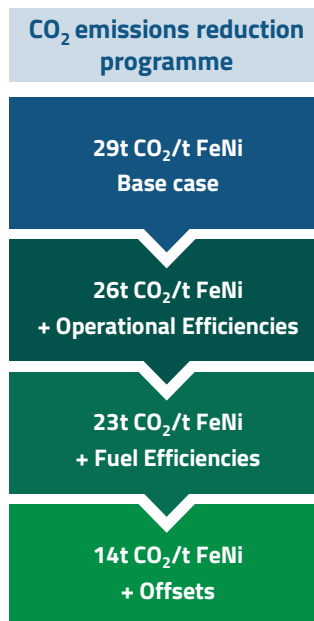 CO₂ emissions reduction
programme
29t CO₂/t FeNi
Base case
26t CO₂/t FeNi
+ Operational Efficiencies
23t CO₂/t FeNi
+ Fuel Efficiencies
14t CO₂/t FeNi
+ Offsets